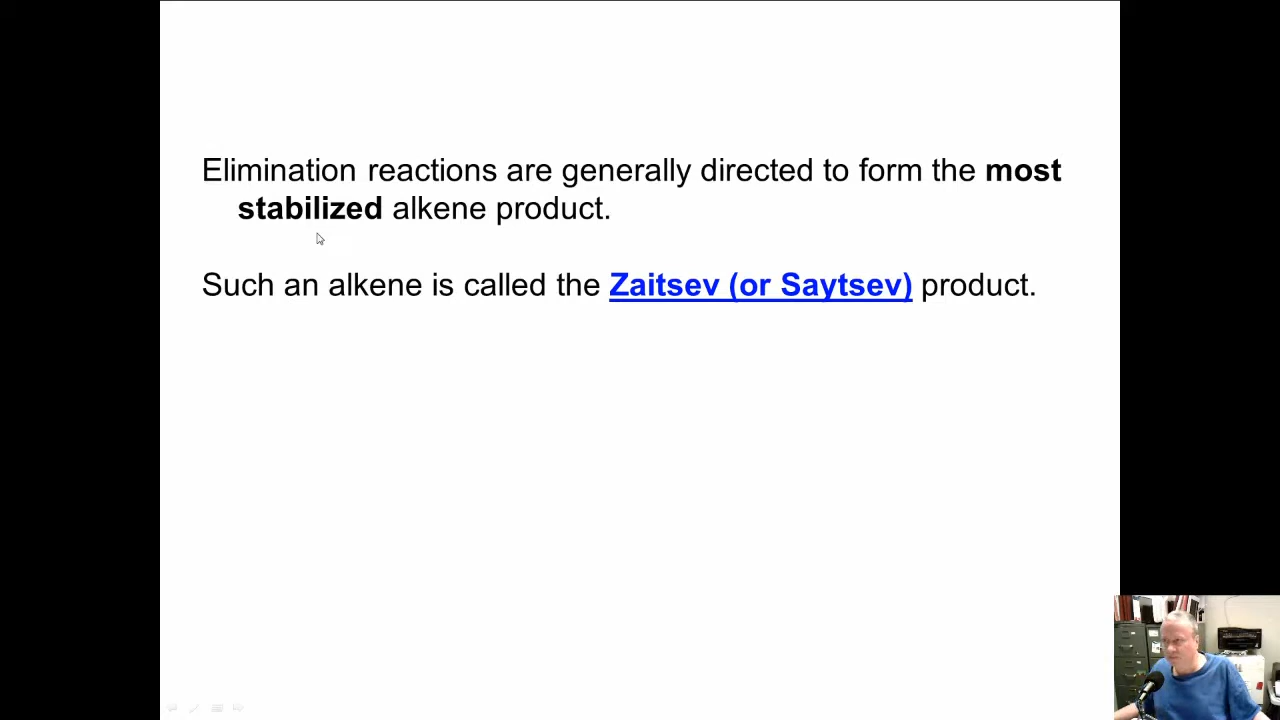 Elimination reactions are generally directed to form the most
stabilized alkene product.
Such an alkene is called the Zaitsev (or Saytsev) product.